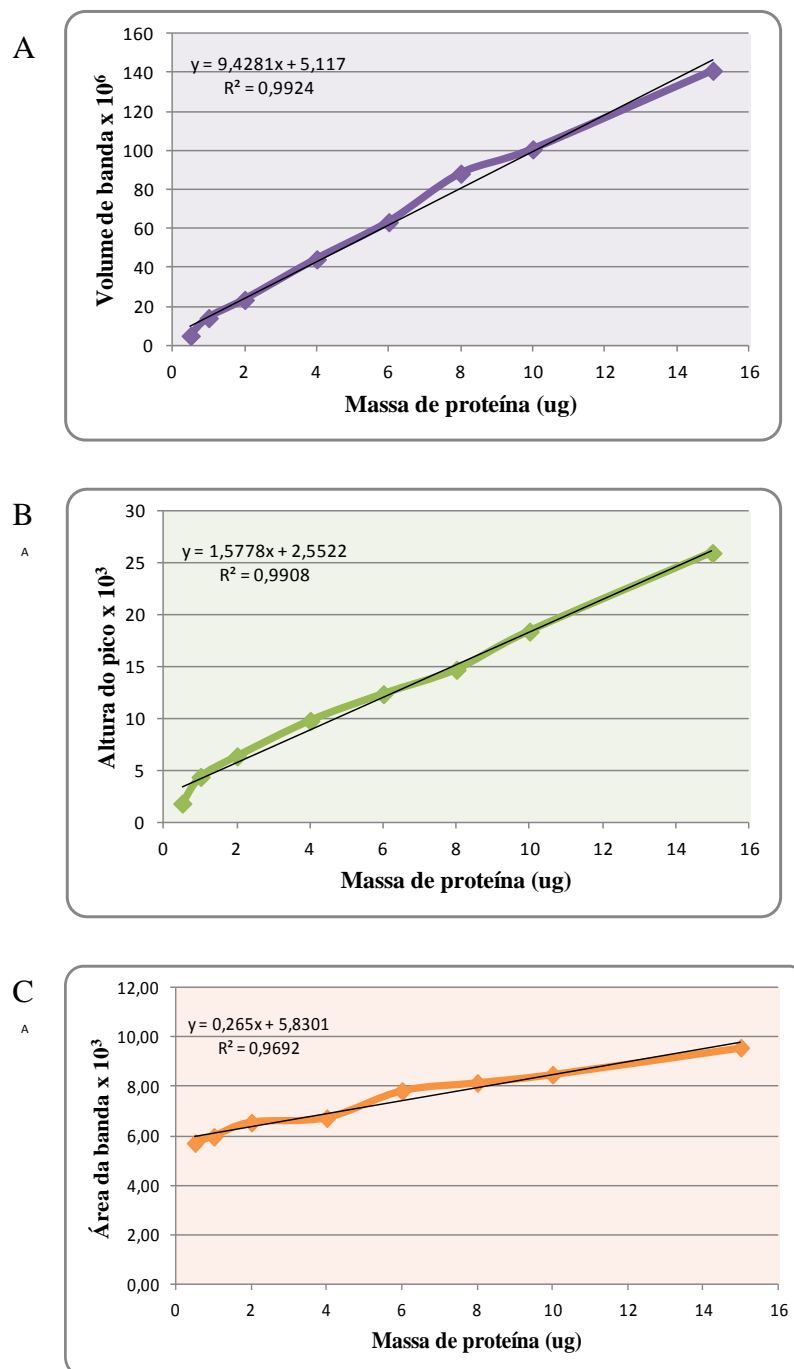 A
160
140
120
100
80
60
40
20
0
y = 9,4281x + 5,117
R² = 0,9924
Volume de banda x 10⁶
0 2 4 6 8 10 12 14 16
Massa de proteína (ug)
B
A
30
25
20
15
10
5
0
y = 1,5778x + 2,5522
R² = 0,9908
Altura do pico x 10³
0 2 4 6 8 10 12 14 16
Massa de proteína (ug)
C
A
12,00
10,00
8,00
6,00
4,00
2,00
0,00
y = 0,265x + 5,8301
R² = 0,9692
Área da banda x 10³
0 2 4 6 8 10 12 14 16
Massa de proteína (ug)